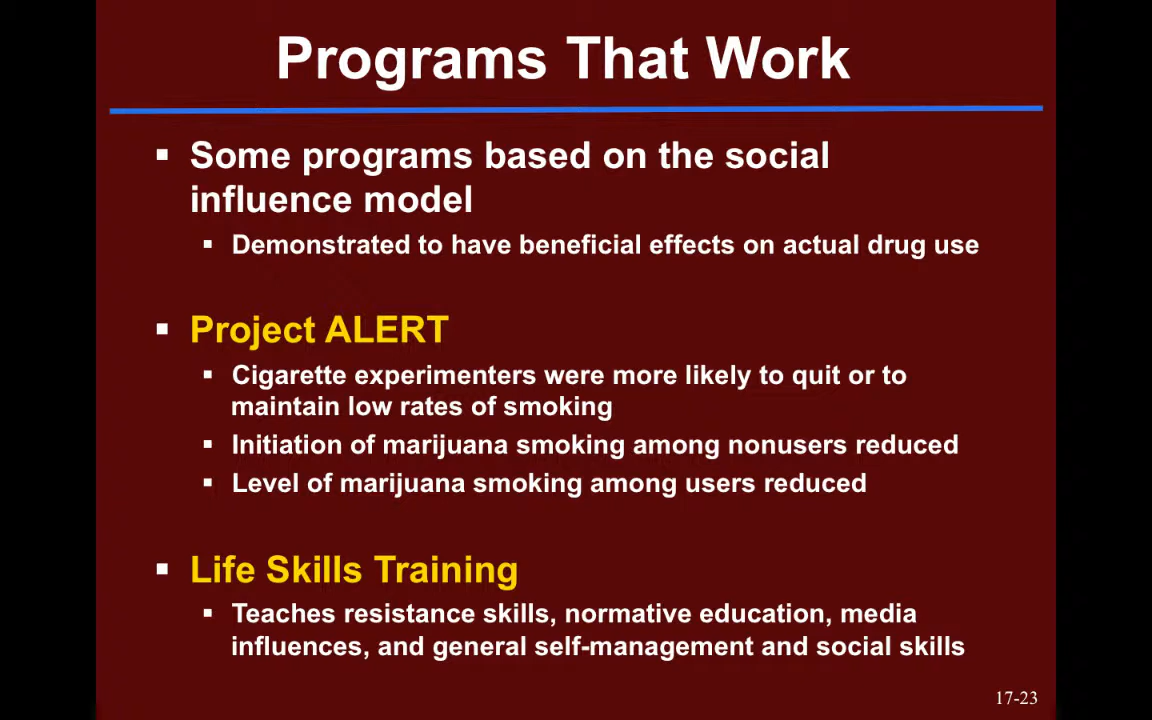 Programs That Work
▪ Some programs based on the social
influence model
▪ Demonstrated to have beneficial effects on actual drug use
▪ Project ALERT
▪ Cigarette experimenters were more likely to quit or to
maintain low rates of smoking
▪ Initiation of marijuana smoking among nonusers reduced
▪ Level of marijuana smoking among users reduced
▪ Life Skills Training
▪ Teaches resistance skills, normative education, media
influences, and general self-management and social skills
17-23